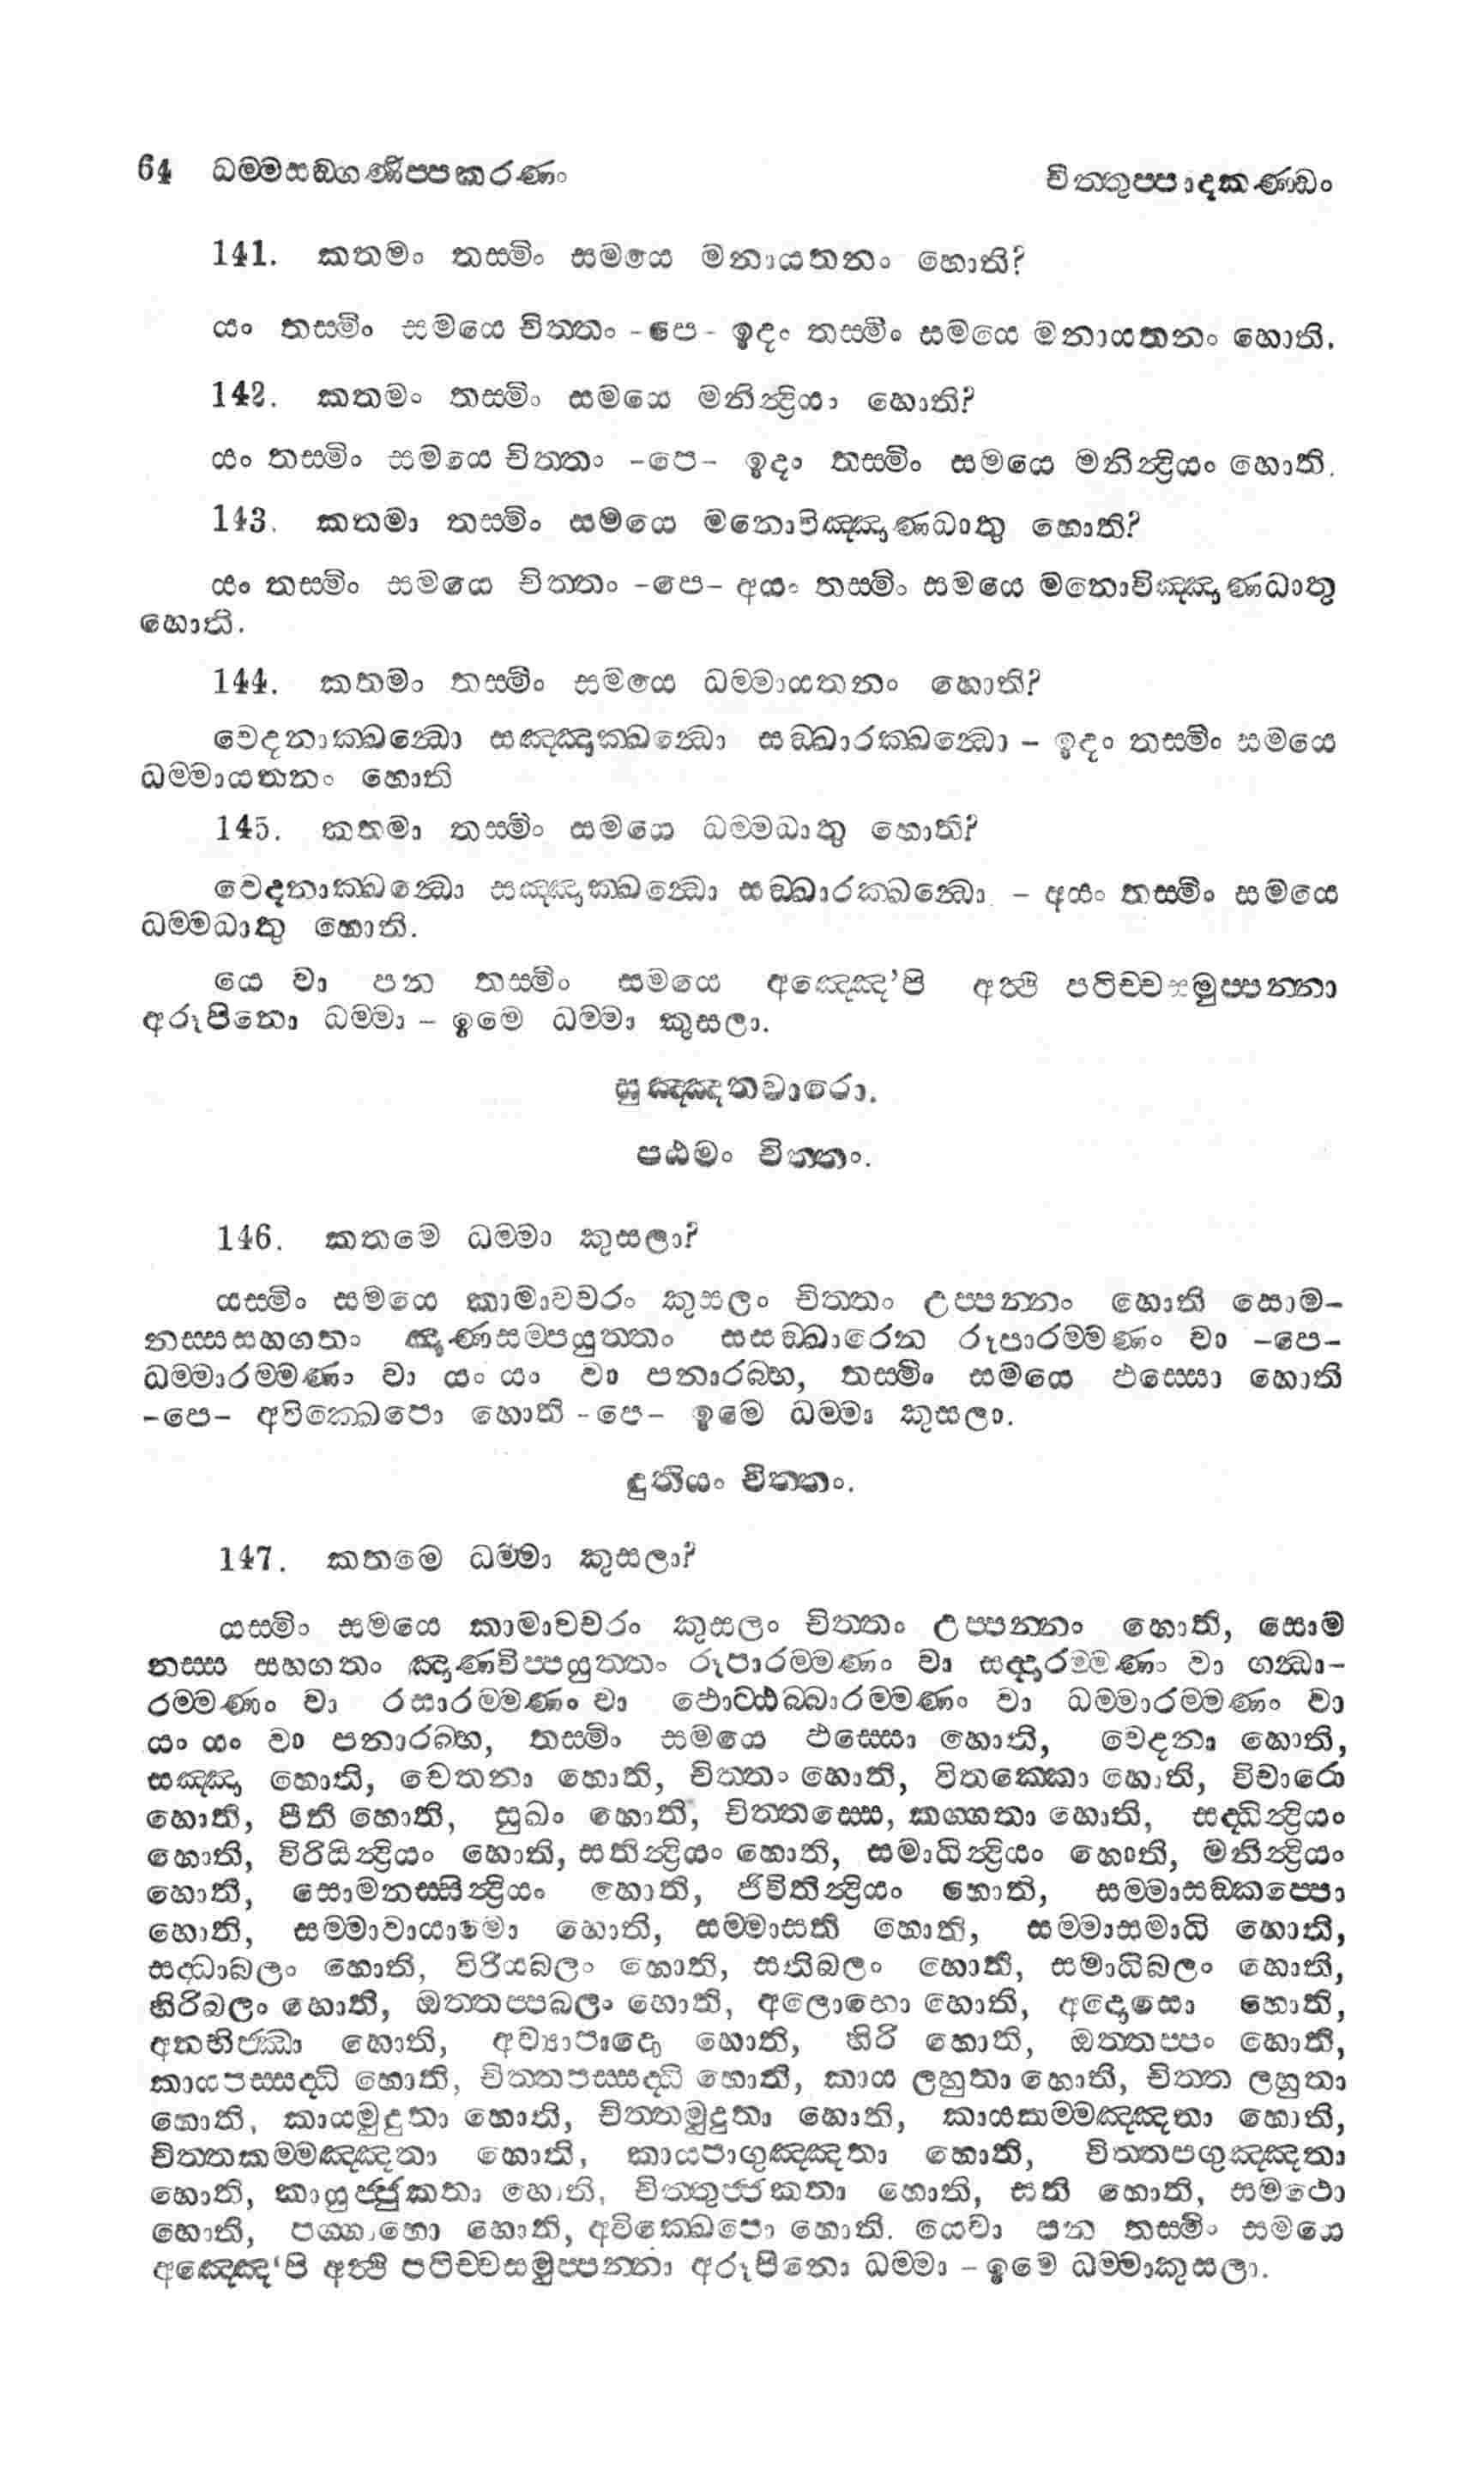 64 ධම්මසඞ්ගණිප්පකරණං චිත්තුප්පාදකණ්ඩං
141. කතමං තස්මිං සමයෙ මනායතනං හොති?
යං තස්මිං සමයෙ චිත්තං -පෙ- ඉදං තස්මිං සමයෙ මනායතනං හොති.
142. කතමං තස්මිං සමයෙ මනින්ද්‍රියං හොති?
යං තස්මිං සමයෙ චිත්තං -පෙ- ඉදං තස්මිං සමයෙ මනින්ද්‍රියං හොති.
143. කතමා තස්මිං සමයෙ මනොවිඤ්ඤාණධාතු හොති?
යං තස්මිං සමයෙ චිත්තං -පෙ- අයං තස්මිං සමයෙ මනොවිඤ්ඤාණධාතු
හොති.
144. කතමං තස්මිං සමයෙ ධම්මායතනං හොති?
වෙදනාක්ඛන්ධො සඤ්ඤාක්ඛන්ධො සඞ්ඛාරක්ඛන්ධො – ඉදං තස්මිං සමයෙ
ධම්මායතනං හොති
145. කතමා තස්මිං සමයෙ ධම්මධාතු හොති?
වෙදනාක්ඛන්ධො සඤ්ඤාක්ඛන්ධො සඞ්ඛාරක්ඛන්ධො – අයං තස්මිං සමයෙ
ධම්මධාතු හොති.
යෙ වා පන තස්මිං සමයෙ අඤ්ඤෙ’පි අත්ථි පටිච්චසමුප්පන්නා
අරූපිනො ධම්මා – ඉමෙ ධම්මා කුසලා.
සුඤ්ඤතවාරො.
පඨමං චිත්තං.
146. කතමෙ ධම්මා කුසලා?
යස්මිං සමයෙ කාමාවචරං කුසලං චිත්තං උප්පන්නං හොති සොම-
නස්සසහගතං ඤාණසම්පයුත්තං සසඞ්ඛාරෙන රූපාරම්මණං වා -පෙ-
ධම්මාරම්මණං වා යං යං වා පනාරබ්භ, තස්මිං සමයෙ ඵස්සො හොති
-පෙ- අවික්ඛෙපො හොති -පෙ- ඉමෙ ධම්මා කුසලා.
දුතියං චිත්තං.
147. කතමෙ ධම්මා කුසලා?
යස්මිං සමයෙ කාමාවචරං කුසලං චිත්තං උප්පන්නං හොති, සොම
නස්ස සහගතං ඤාණවිප්පයුත්තං රූපාරම්මණං වා සද්දාරම්මණං වා ගන්ධා-
රම්මණං වා රසාරම්මණං වා ඵොට්ඨබ්බාරම්මණං වා ධම්මාරම්මණං වා
යං යං වා පනාරබ්භ, තස්මිං සමයෙ ඵස්සො හොති, වෙදනා හොති,
සඤ්ඤා හොති, චෙතනා හොති, චිත්තං හොති, විතක්කො හොති, විචාරො
හොති, පීති හොති, සුඛං හොති, චිත්තස්සෙ, කග්ගතා හොති, සද්ධින්ද්‍රියං
හොති, විරියින්ද්‍රියං හොති, සතින්ද්‍රියං හොති, සමාධින්ද්‍රියං හොති, මනින්ද්‍රියං
හොති, සොමනස්සින්ද්‍රියං හොති, ජීවිතින්ද්‍රියං හොති, සම්මාසඞ්කප්පො
හොති, සම්මාවායාමො හොති, සම්මාසති හොති, සම්මාසමාධි හොති,
සද්ධාබලං හොති, විරියබලං හොති, සතිබලං හොති, සමාධිබලං හොති,
හිරිබලං හොති, ඔත්තප්පබලං හොති, අලොභො හොති, අදොසො හොති,
අනභිජ්ඣා හොති, අව්‍යාපාදො හොති, හිරි හොති, ඔත්තප්පං හොති,
කායපස්සද්ධි හොති, චිත්තපස්සද්ධි හොති, කාය ලහුතා හොති, චිත්ත ලහුතා
හොති, කායමුදුතා හොති, චිත්තමුදුතා හොති, කායකම්මඤ්ඤතා හොති,
චිත්තකම්මඤ්ඤතා හොති, කායපාගුඤ්ඤතා හොති, චිත්තපගුඤ්ඤතා
හොති, කායුජ්ජුකතා හොති, චිත්තුජ්ජකතා හොති, සති හොති, සමථො
හොති, පග්ගාහො හොති, අවික්ඛෙපො හොති. යෙවා පන තස්මිං සමයෙ
අඤ්ඤෙ‘පි අත්ථි පටිච්චසමුප්පන්නා අරූපිනො ධම්මා – ඉමෙ ධම්මාකුසලා.